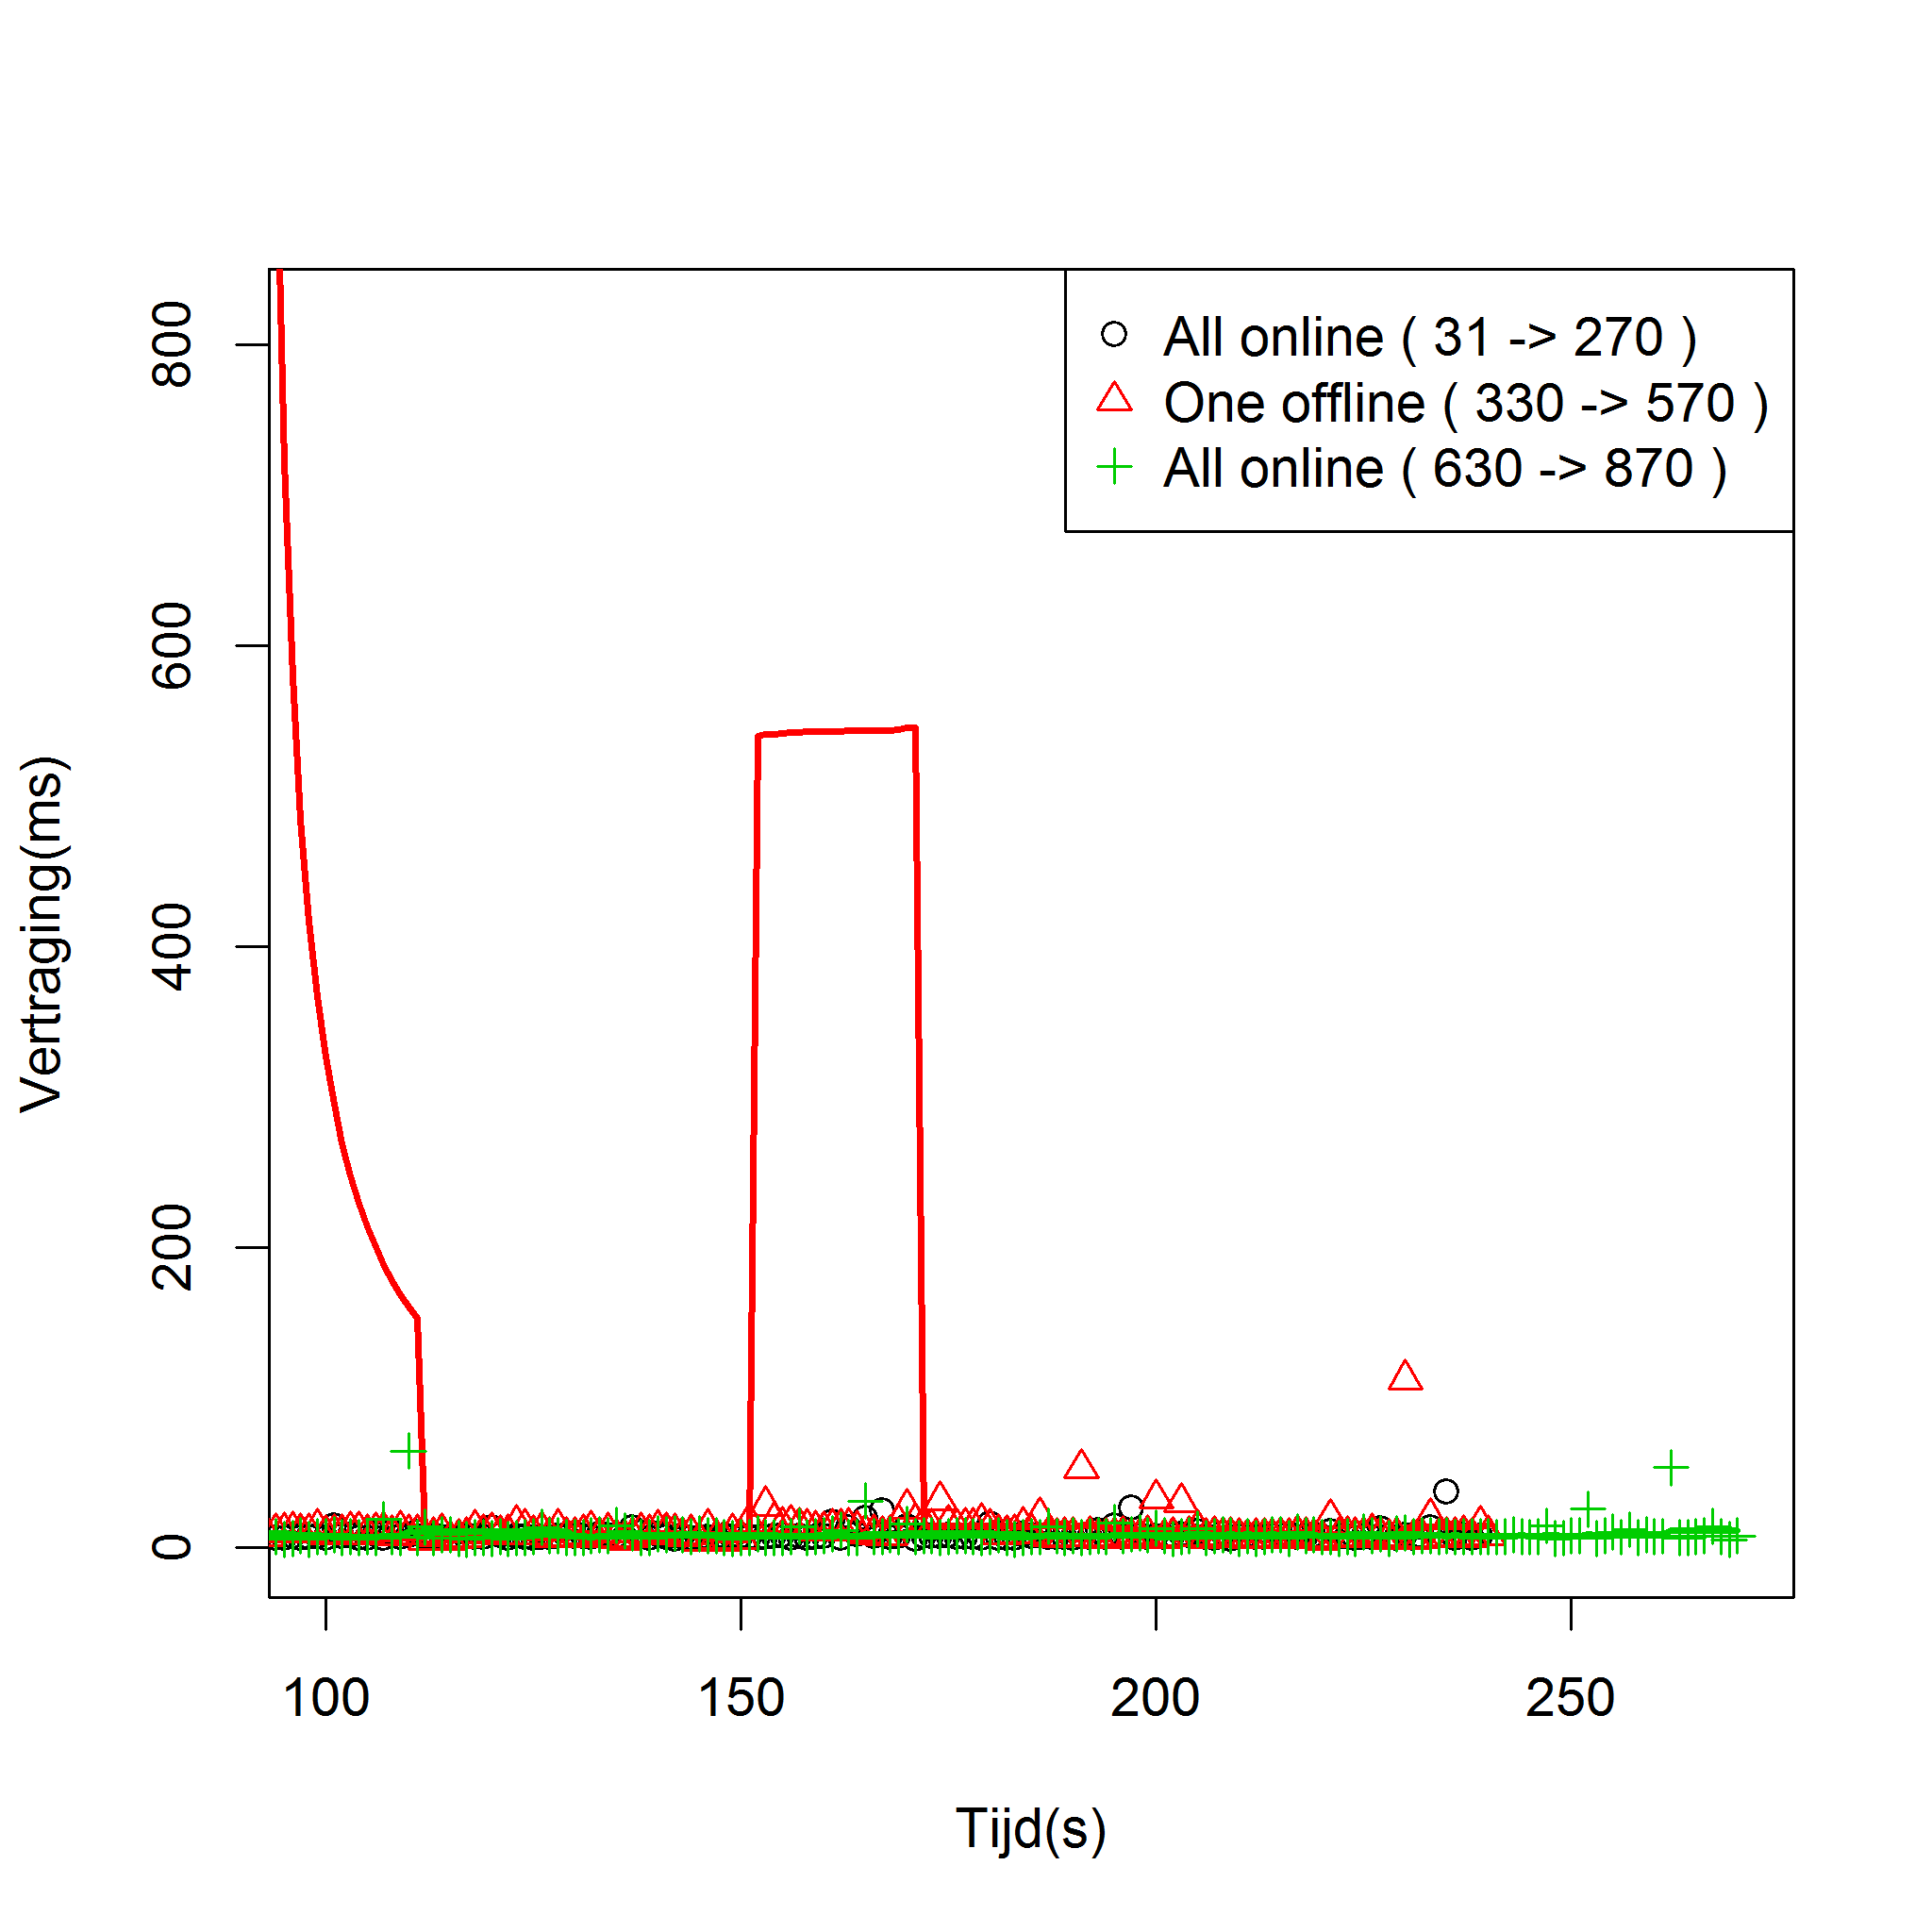 All online ( 31 -> 270 )
One offline ( 330 -> 570 )
All online ( 630 -> 870 )
Vertraging(ms)
800
600
400
200
0
100 150 200 250
Tijd(s)